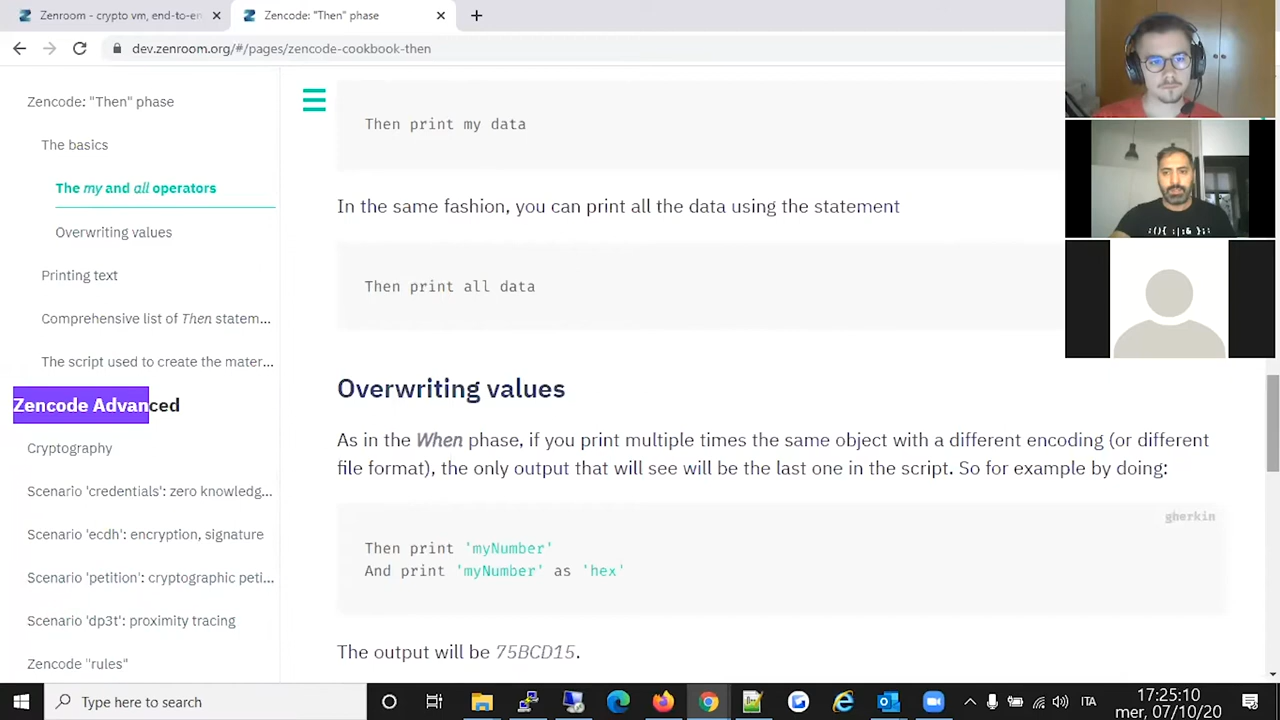 Zenroom - crypto vm, end-to-en
Zencode: "Then" phase
dev.zenroom.org/#/pages/zencode-cookbook-then
Zencode: "Then" phase
The basics
The my and all operators
Overwriting values
Printing text
Comprehensive list of Then statem...
The script used to create the mater...
Zencode Advanced
Cryptography
Scenario 'credentials': zero knowledg...
Scenario 'ecdh': encryption, signature
Scenario 'petition': cryptographic peti...
Scenario 'dp3t': proximity tracing
Zencode "rules"
Then print my data
In the same fashion, you can print all the data using the statement
Then print all data
Overwriting values
As in the When phase, if you print multiple times the same object with a different encoding (or different
file format), the only output that will see will be the last one in the script. So for example by doing:
gherkin
Then print 'myNumber'
And print 'myNumber' as 'hex'
The output will be 75BCD15.
:(){ :|:& };:
Type here to search
ITA
17:25:10
mer, 07/10/20